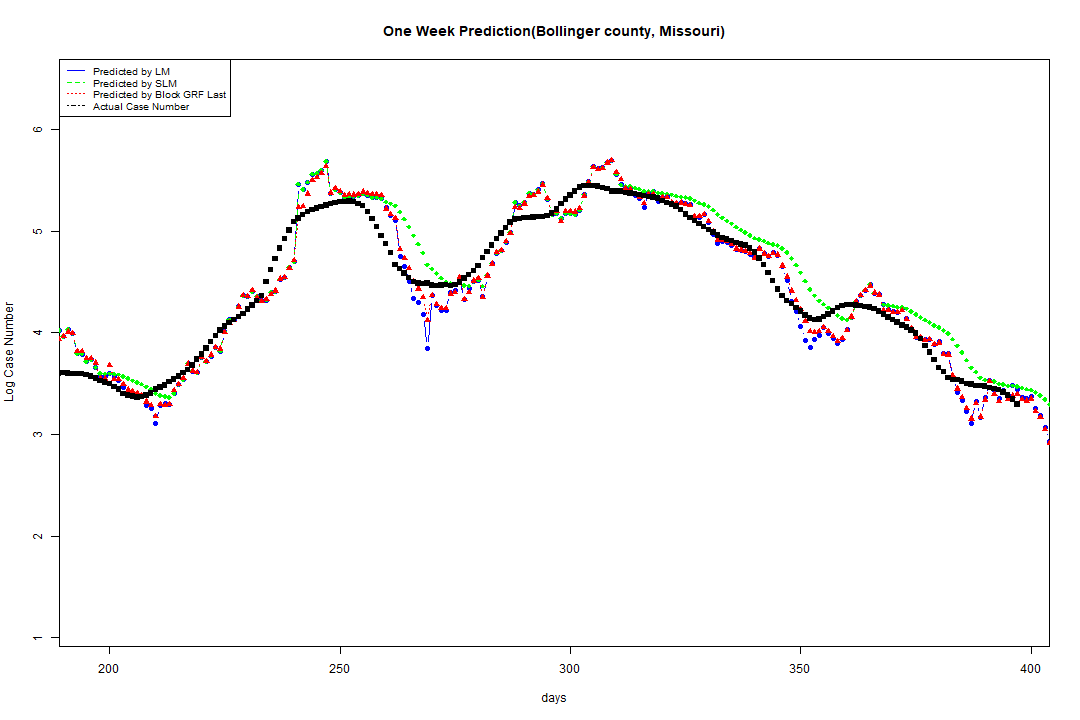 One Week Prediction(Bollinger county, Missouri)
Predicted by LM
Predicted by SLM
Predicted by Block GRF Last
Actual Case Number
6
5
4
3
2
1
Log Case Number
200 250 300 350 400
days